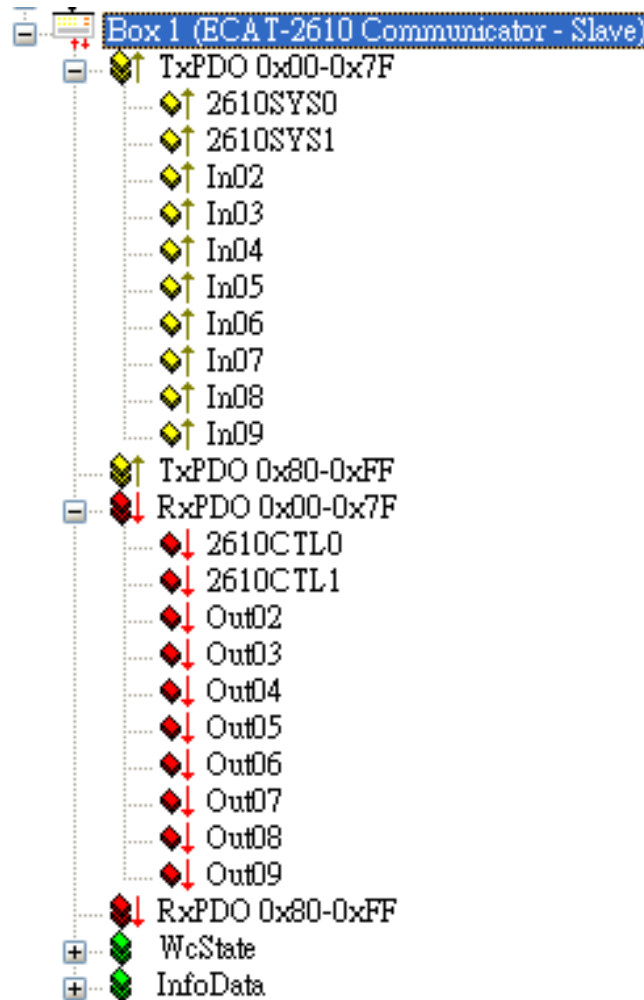 Box 1 (ECAT-2610 Communicator - Slave)
TxPDO 0x00-0x7F
2610SYS0
2610SYS1
In02
In03
In04
In05
In06
In07
In08
In09
TxPDO 0x80-0xFF
RxPDO 0x00-0x7F
2610CTL0
2610CTL1
Out02
Out03
Out04
Out05
Out06
Out07
Out08
Out09
RxPDO 0x80-0xFF
WcState
InfoData